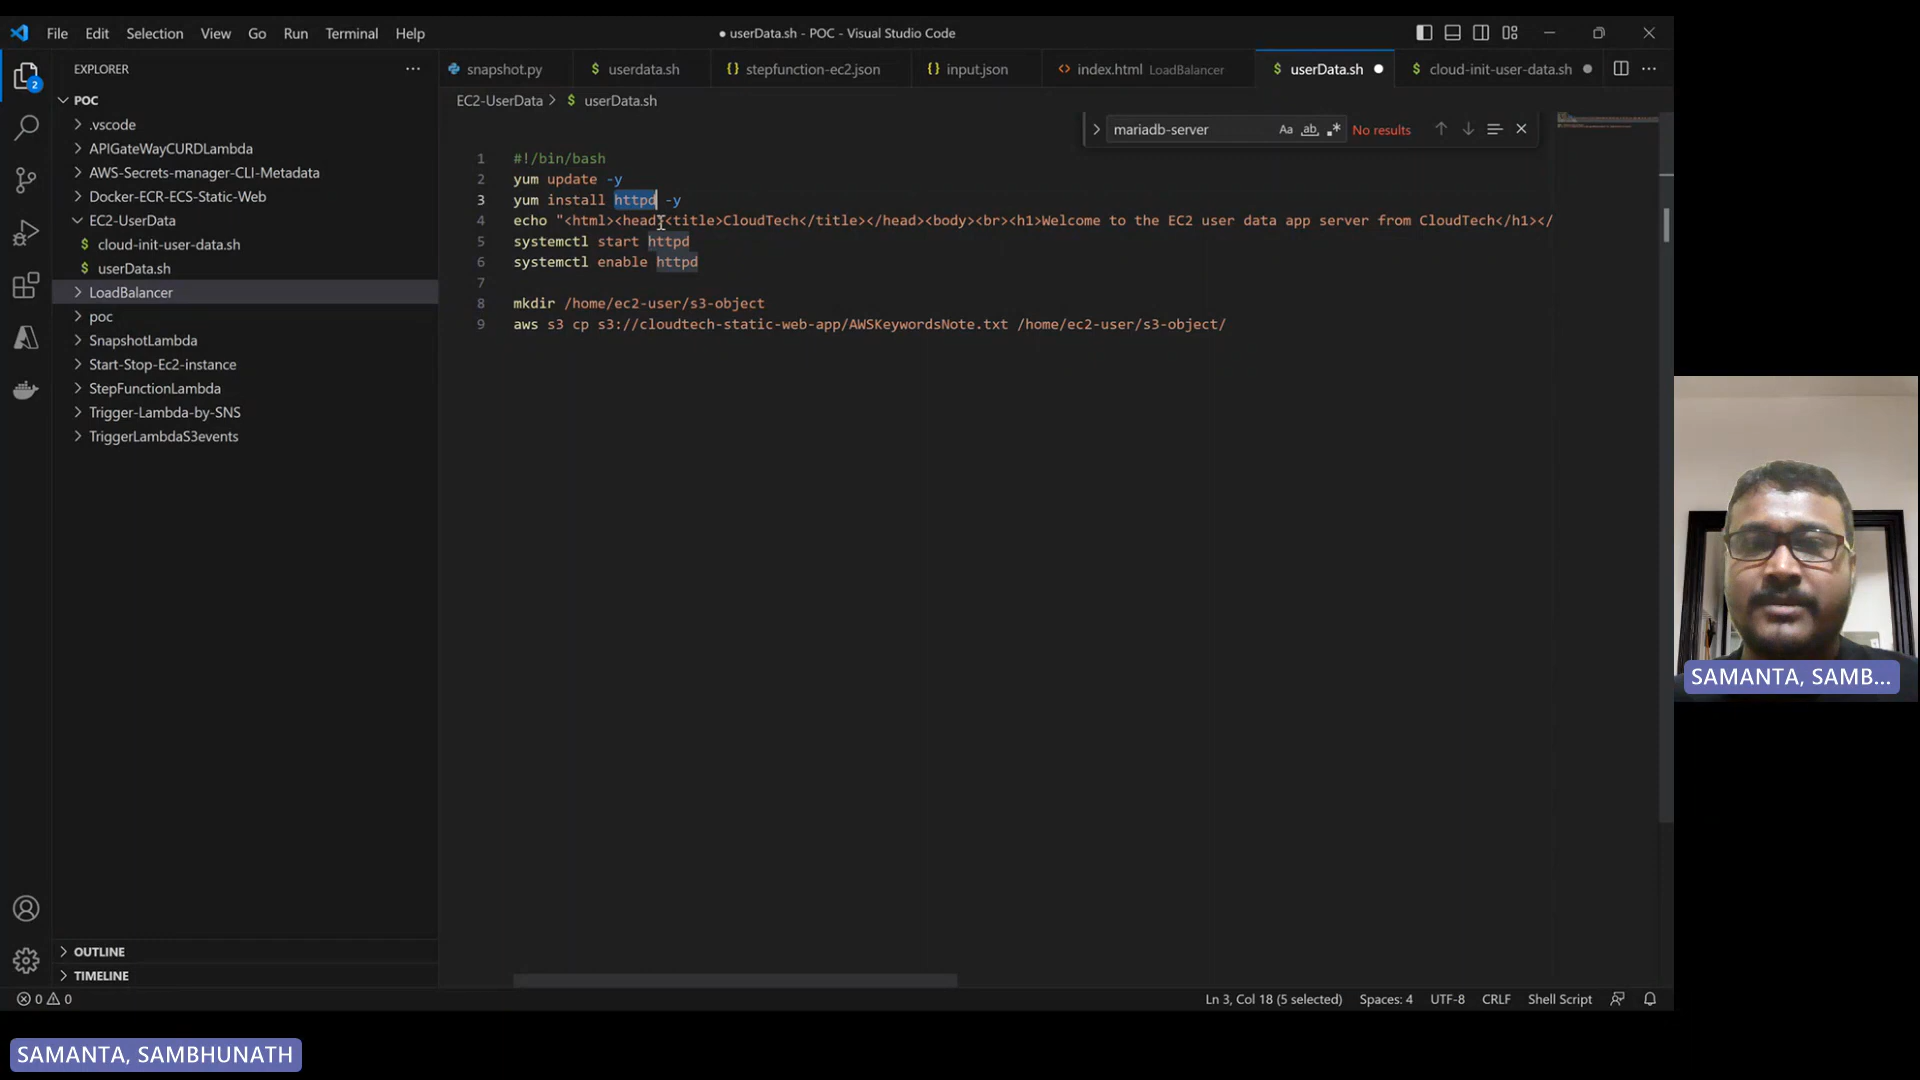 File Edit Selection View Go Run Terminal Help
● userData.sh - POC - Visual Studio Code
EXPLORER
snapshot.py
userdata.sh
stepfunction-ec2.json
input.json
index.html LoadBalancer
userData.sh
cloud-init-user-data.sh
2
EC2-UserData > userData.sh
POC
.vscode
APIGateWayCURDLambda
AWS-Secrets-manager-CLI-Metadata
Docker-ECR-ECS-Static-Web
EC2-UserData
cloud-init-user-data.sh
userData.sh
LoadBalancer
poc
SnapshotLambda
Start-Stop-Ec2-instance
StepFunctionLambda
Trigger-Lambda-by-SNS
TriggerLambdaS3events
OUTLINE
TIMELINE
mariadb-server Aa ab No results
1 #!/bin/bash
2 yum update -y
3 yum install httpd -y
4 echo "<html><head><title>CloudTech</title></head><body><br><h1>Welcome to the EC2 user data app server from CloudTech</h1></
5 systemctl start httpd
6 systemctl enable httpd
7
8 mkdir /home/ec2-user/s3-object
9 aws s3 cp s3://cloudtech-static-web-app/AWSKeywordsNote.txt /home/ec2-user/s3-object/
SAMANTA, SAMB...
0 0
Ln 3, Col 18 (5 selected) Spaces: 4 UTF-8 CRLF Shell Script
SAMANTA, SAMBHUNATH